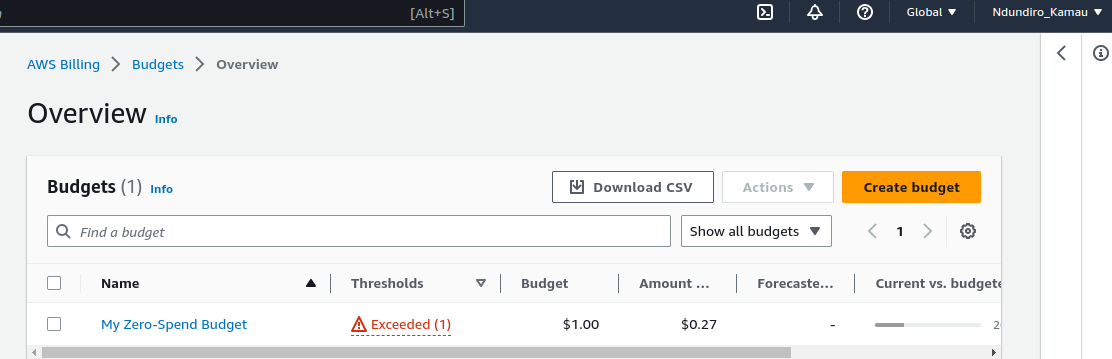 [Alt+S] Global Ndundiro_Kamau
AWS Billing Budgets Overview
Overview Info
Budgets (1) Info Download CSV Actions Create budget
Find a budget Show all budgets 1
Name Thresholds Budget Amount ... Forecaste... Current vs. budgete
My Zero-Spend Budget Exceeded (1) $1.00 $0.27 -